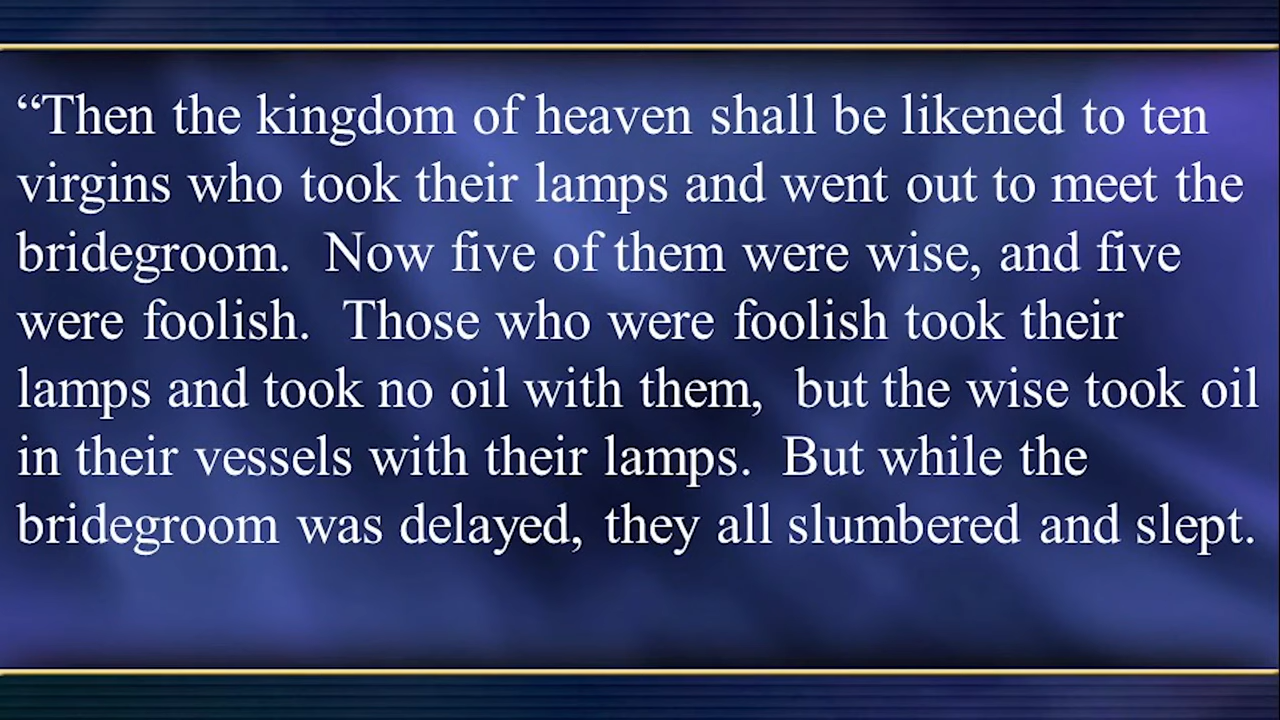 “Then the kingdom of heaven shall be likened to ten
virgins who took their lamps and went out to meet the
bridegroom.  Now five of them were wise, and five
were foolish.  Those who were foolish took their
lamps and took no oil with them,  but the wise took oil
in their vessels with their lamps.  But while the
bridegroom was delayed, they all slumbered and slept.